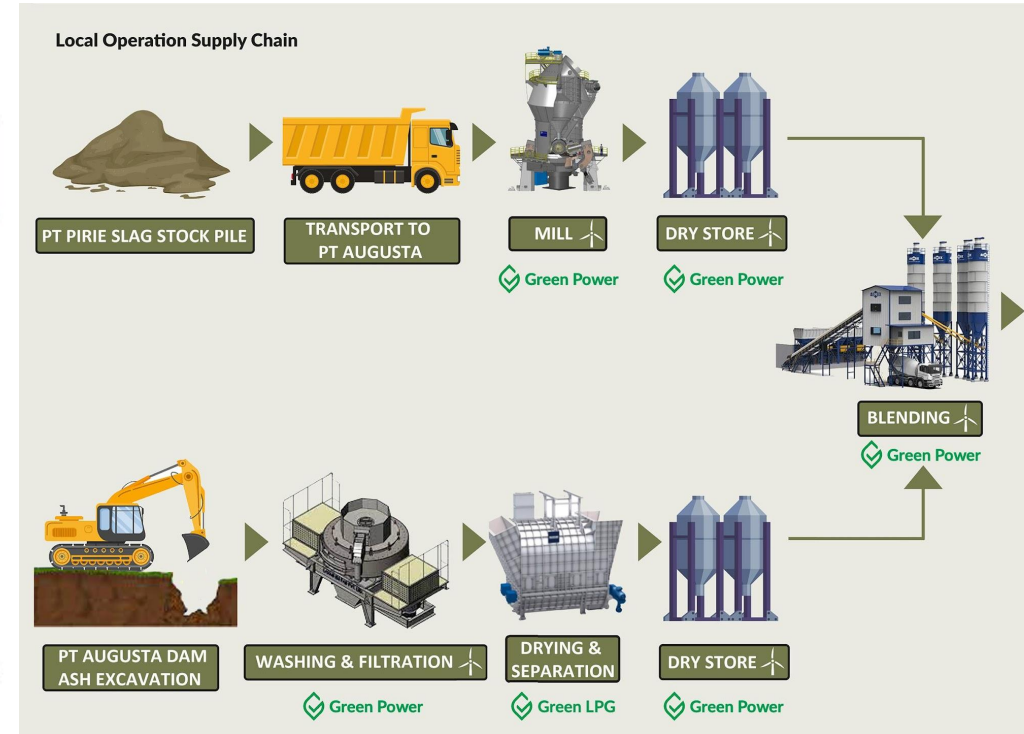 Local Operation Supply Chain
PT PIRIE SLAG STOCK PILE
TRANSPORT TO
PT AUGUSTA
MILL
Green Power
DRY STORE
Green Power
BLENDING
Green Power
PT AUGUSTA DAM
ASH EXCAVATION
WASHING & FILTRATION
Green Power
DRYING &
SEPARATION
Green LPG
DRY STORE
Green Power